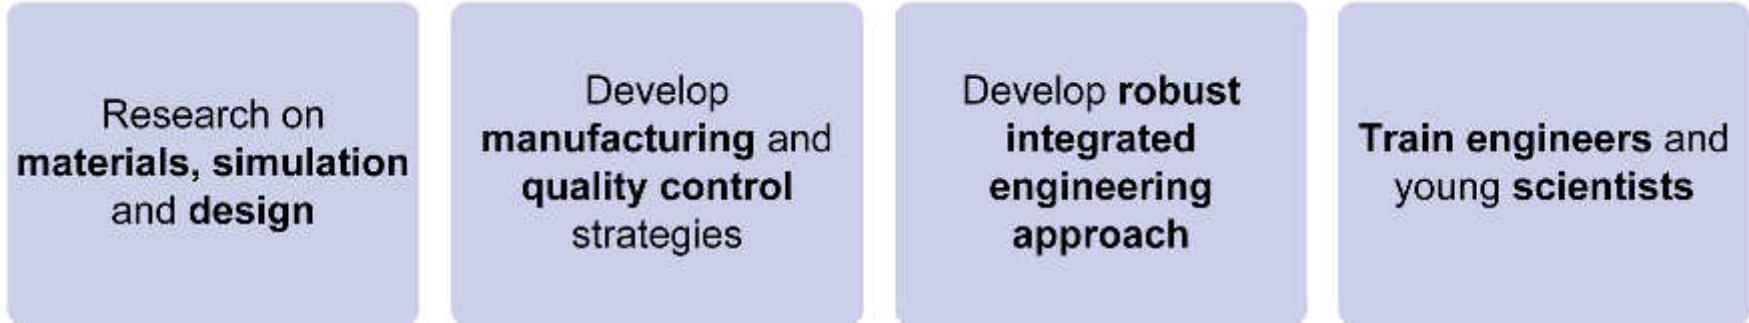 Research on
materials, simulation
and design
Develop
manufacturing and
quality control
strategies
Develop robust
integrated
engineering
approach
Train engineers and
young scientists